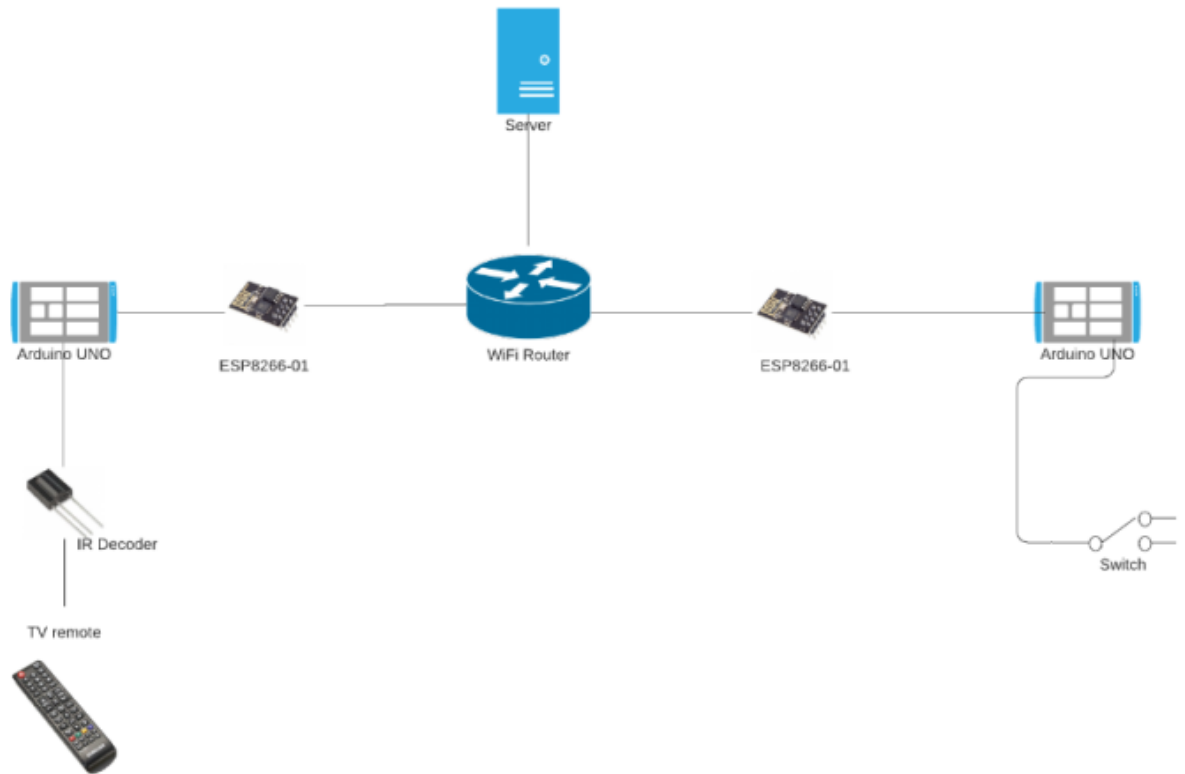 Server
Arduino UNO
ESP8266-01
WiFi Router
ESP8266-01
Arduino UNO
IR Decoder
Switch
TV remote